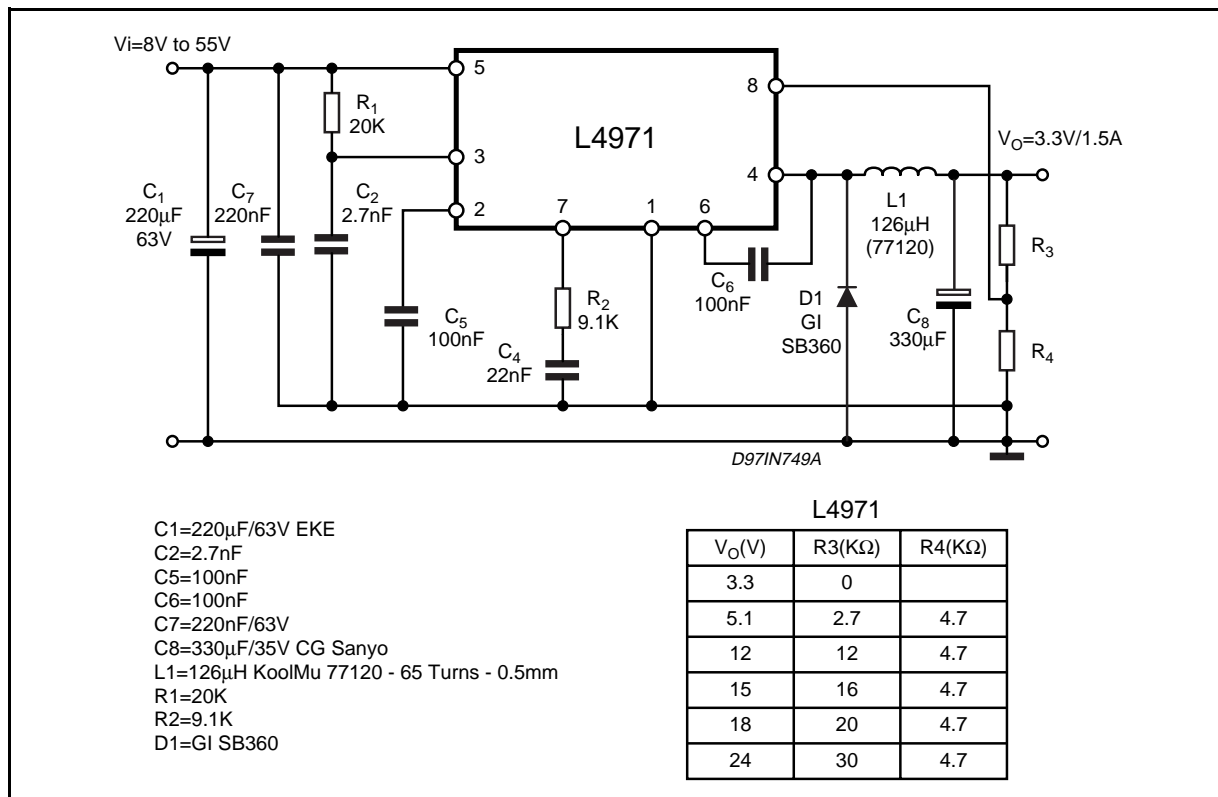 Vi=8V to 55V
5
8
R1
20K
L4971
VO=3.3V/1.5A
3
4
C1
220μF
63V
C7
220nF
C2
2.7nF
2
7
1
6
L1
126μH
(77120)
R3
C6
100nF
R2
9.1K
D1
GI
SB360
C5
100nF
C8
330μF
R4
C4
22nF
D97IN749A
C1=220μF/63V EKE
C2=2.7nF
C5=100nF
C6=100nF
C7=220nF/63V
C8=330μF/35V CG Sanyo
L1=126μH KoolMu 77120 - 65 Turns - 0.5mm
R1=20K
R2=9.1K
D1=GI SB360
L4971
VO(V) R3(KΩ) R4(KΩ)
3.3 0
5.1 2.7 4.7
12 12 4.7
15 16 4.7
18 20 4.7
24 30 4.7